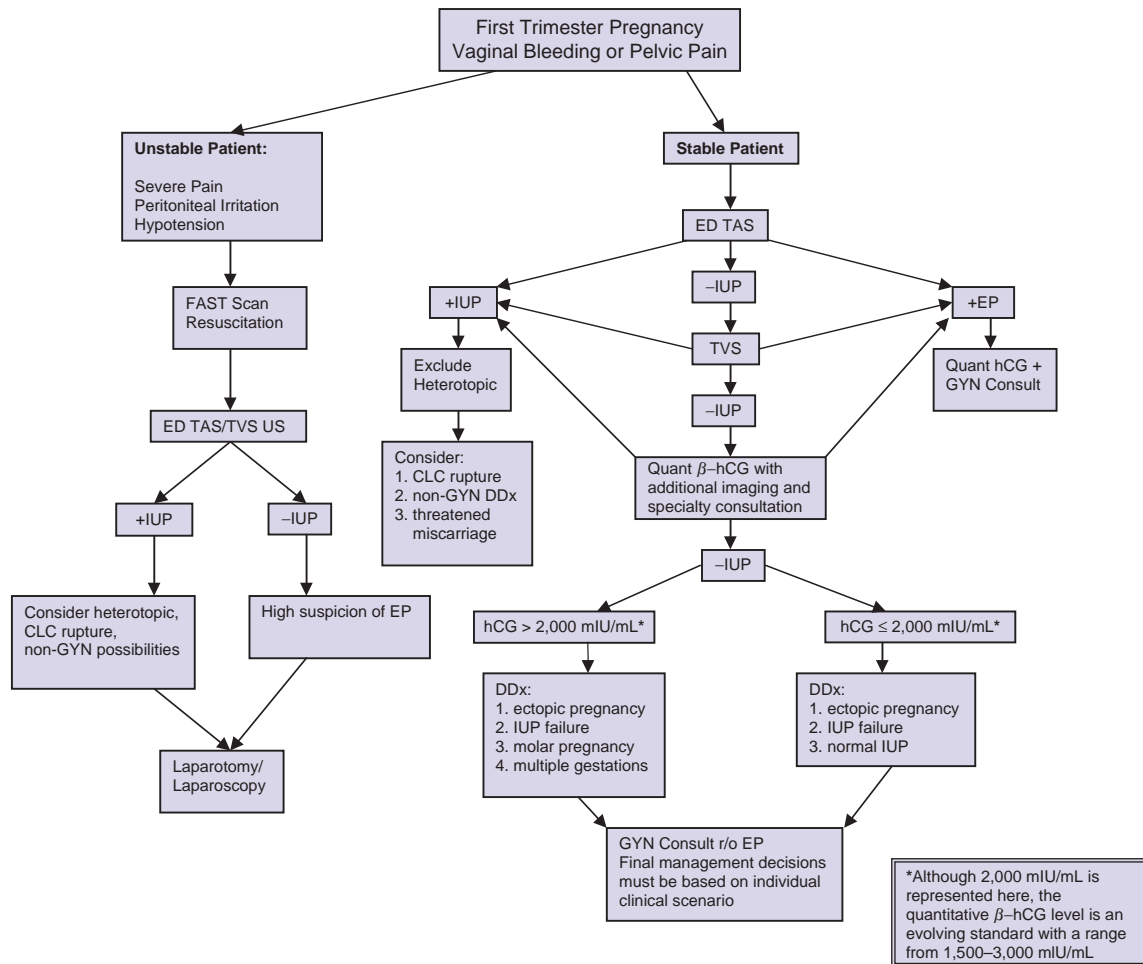 First Trimester Pregnancy
Vaginal Bleeding or Pelvic Pain
Unstable Patient:
Severe Pain
Peritoniteal Irritation
Hypotension
FAST Scan
Resuscitation
ED TAS/TVS US
+IUP
–IUP
Consider heterotopic,
CLC rupture,
non-GYN possibilities
High suspicion of EP
Laparotomy/
Laparoscopy
Stable Patient
ED TAS
–IUP
+IUP
+EP
TVS
Exclude
Heterotopic
Quant hCG +
GYN Consult
–IUP
Consider:
1. CLC rupture
2. non-GYN DDx
3. threatened
miscarriage
Quant β–hCG with
additional imaging and
specialty consultation
–IUP
hCG > 2,000 mIU/mL*
hCG ≤ 2,000 mIU/mL*
DDx:
1. ectopic pregnancy
2. IUP failure
3. molar pregnancy
4. multiple gestations
DDx:
1. ectopic pregnancy
2. IUP failure
3. normal IUP
GYN Consult r/o EP
Final management decisions
must be based on individual
clinical scenario
*Although 2,000 mIU/mL is
represented here, the
quantitative β–hCG level is an
evolving standard with a range
from 1,500–3,000 mIU/mL